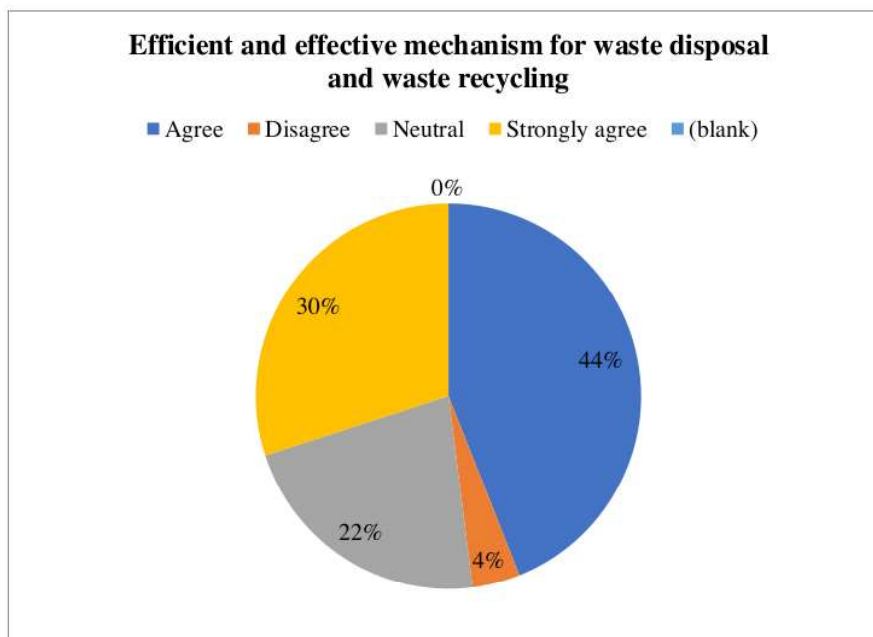 Efficient and effective mechanism for waste disposal
and waste recycling
Agree Disagree Neutral Strongly agree (blank)
0%
30%
44%
22%
4%